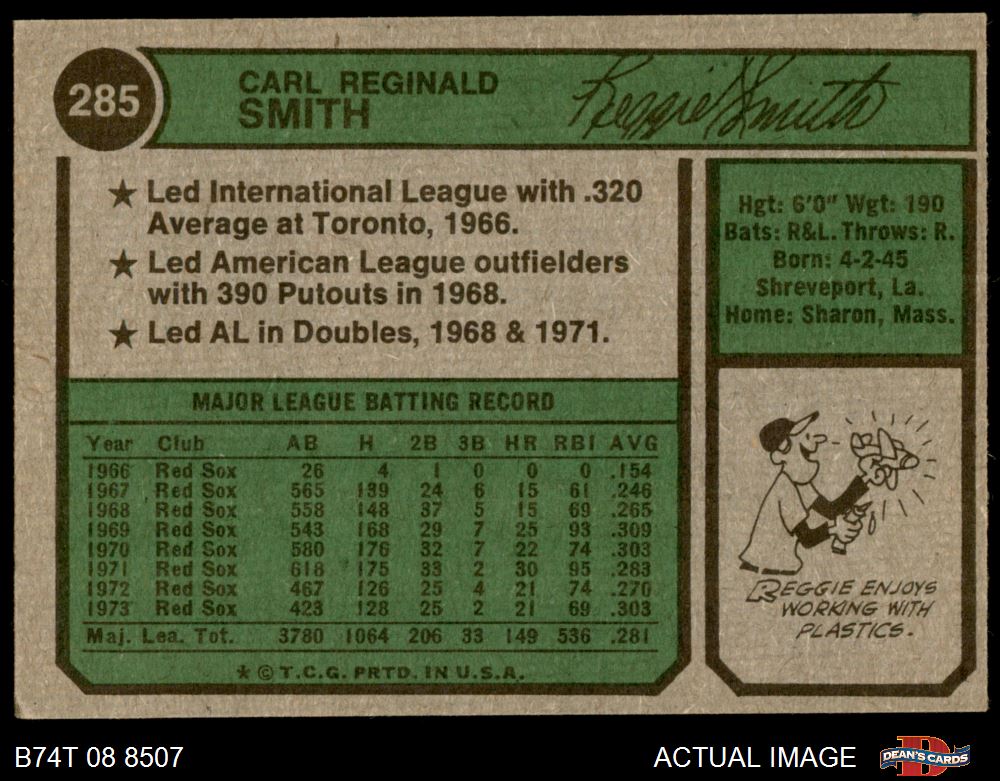 285
CARL REGINALD
SMITH
Reggie Smith
★ Led International League with .320
Average at Toronto, 1966.
★ Led American League outfielders
with 390 Putouts in 1968.
★ Led AL in Doubles, 1968 & 1971.
Hgt: 6'0" Wgt: 190
Bats: R&L. Throws: R.
Born: 4-2-45
Shreveport, La.
Home: Sharon, Mass.
MAJOR LEAGUE BATTING RECORD
Year Club AB H 2B 3B HR RBI AVG
1966 Red Sox 26 4 1 0 0 0 .154
1967 Red Sox 565 139 24 6 15 61 .246
1968 Red Sox 558 148 37 5 15 69 .265
1969 Red Sox 543 168 29 7 25 93 .309
1970 Red Sox 580 176 32 7 22 74 .303
1971 Red Sox 618 175 33 2 30 95 .283
1972 Red Sox 467 126 25 4 21 74 .270
1973 Red Sox 423 128 25 2 21 69 .303
Maj. Lea. Tot. 3780 1064 206 33 149 536 .281
★ © T.C.G. PRTD. IN U.S.A.
REGGIE ENJOYS
WORKING WITH
PLASTICS.
B74T 08 8507
ACTUAL IMAGE
DEAN'S CARDS